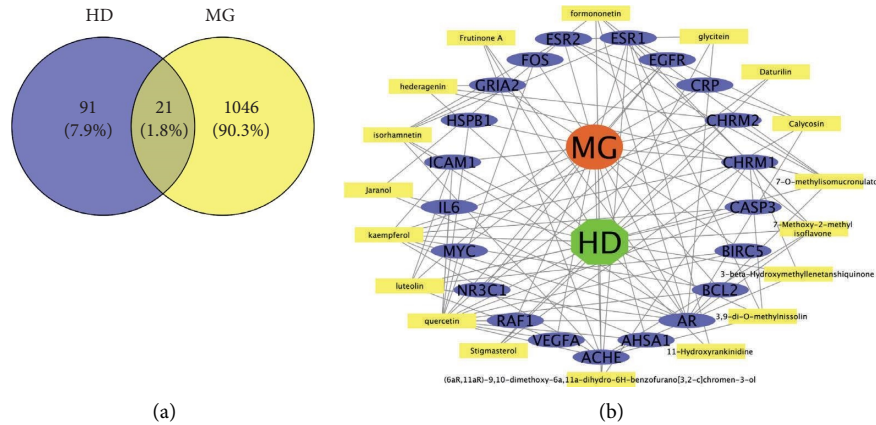 HD
MG
91
(7.9%)
21
(1.8%)
1046
(90.3%)
(a)
formononetin
Frutinone A
ESR2
ESR1
glycitein
FOS
EGFR
hederagenin
GRIA2
CRP
Daturilin
HSPB1
CHRM2
Calycosin
isorhamnetin
MG
ICAM1
CHRM1
7-O-methylisomucronulato
Jaranol
IL6
CASP3
kaempferol
HD
7-Methoxy-2-methyl
isoflavone
MYC
BIRC5
3-beta-Hydroxymethyllenetanshiquinone
luteolin
NR3C1
BCL2
quercetin
RAF1
AR
3,9-di-O-methylnissolin
VEGFA
AHSA1
Stigmasterol
ACHE
11-Hydroxyrankinidine
(6aR,11aR)-9,10-dimethoxy-6a,11a-dihydro-6H-benzofurano[3,2-c]chromen-3-ol
(b)